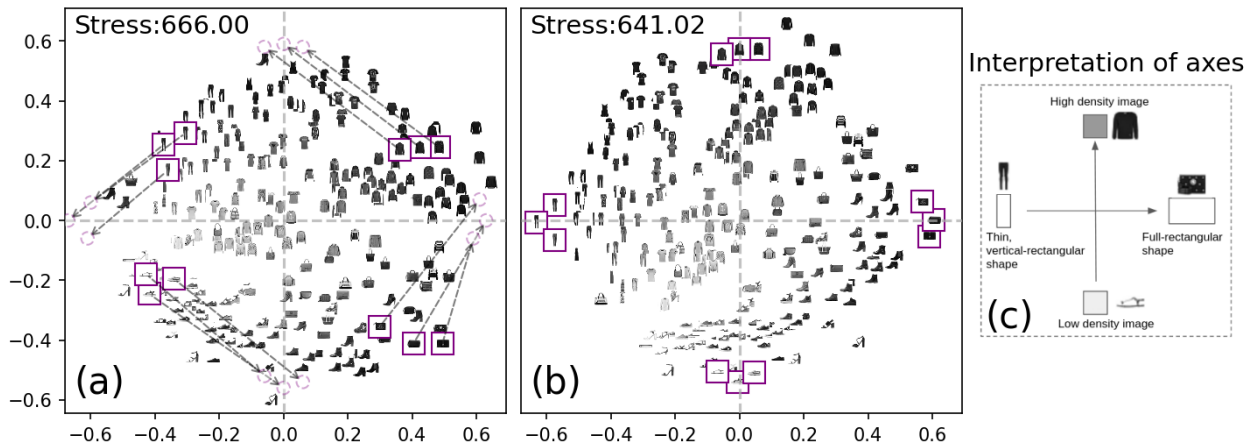 Stress:666.00
0.6
0.4
0.2
0.0
−0.2
−0.4
−0.6
−0.6 −0.4 −0.2 0.0 0.2 0.4 0.6
(a)
Stress:641.02
−0.6 −0.4 −0.2 0.0 0.2 0.4 0.6
(b)
Interpretation of axes
High density image
Thin,
vertical-rectangular
shape
Full-rectangular
shape
Low density image
(c)